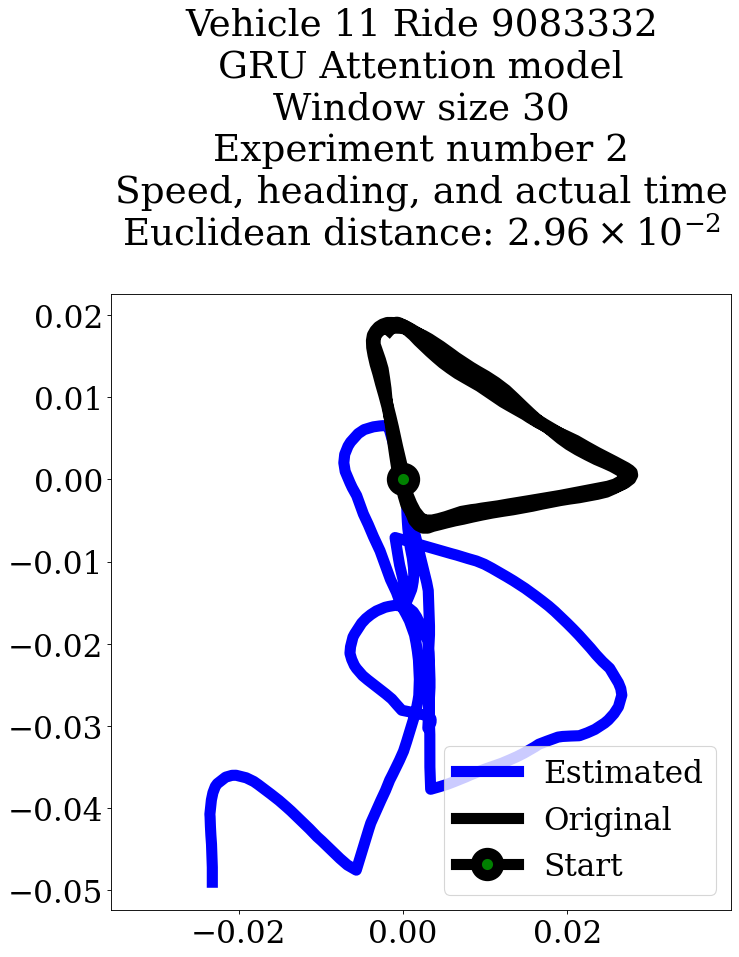 Vehicle 11 Ride 9083332
GRU Attention model
Window size 30
Experiment number 2
Speed, heading, and actual time
Euclidean distance: 2.96 × 10⁻²
0.02
0.01
0.00
−0.01
−0.02
−0.03
−0.04
−0.05
Estimated
Original
Start
−0.02
0.00
0.02